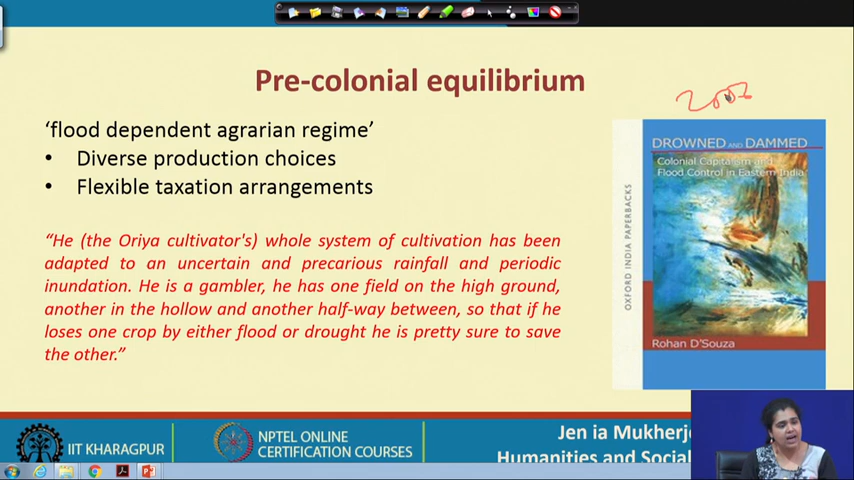 Pre-colonial equilibrium
2006
'flood dependent agrarian regime'
• Diverse production choices
• Flexible taxation arrangements
"He (the Oriya cultivator's) whole system of cultivation has been
adapted to an uncertain and precarious rainfall and periodic
inundation. He is a gambler, he has one field on the high ground,
another in the hollow and another half-way between, so that if he
loses one crop by either flood or drought he is pretty sure to save
the other."
OXFORD INDIA PAPERBACKS
DROWNED AND DAMMED
Colonial Capitalism and
Flood Control in Eastern India
Rohan D'Souza
IIT KHARAGPUR
NPTEL ONLINE
CERTIFICATION COURSES
Jen ia Mukherje
Humanities and Social